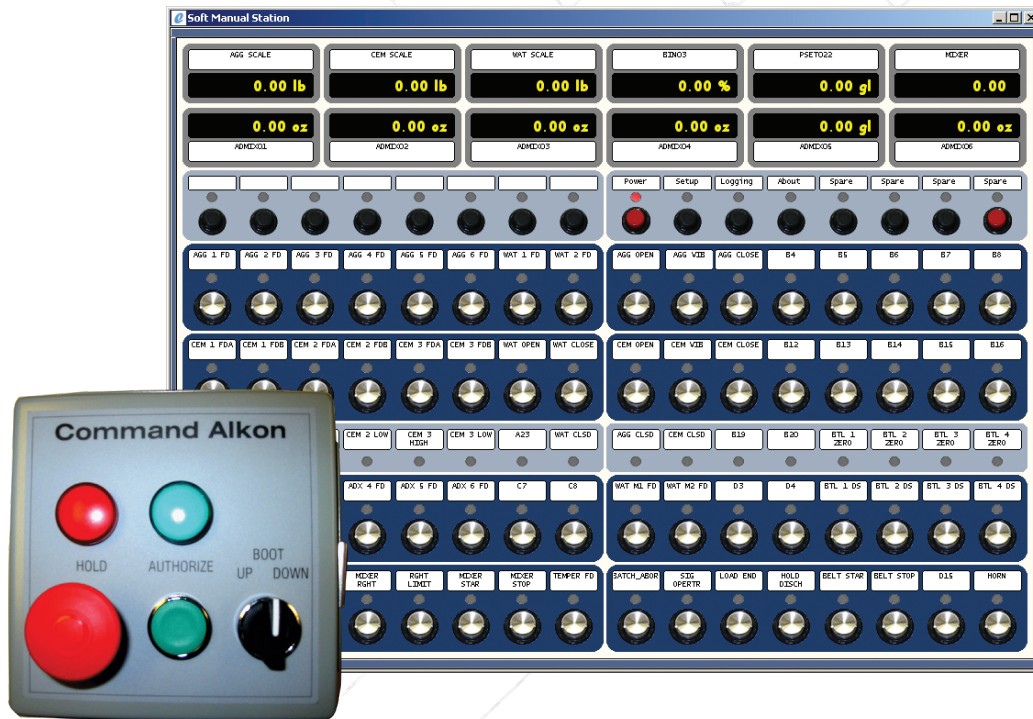 Soft Manual Station
AGG SCALE CEM SCALE WAT SCALE BIN03 PSET022 MIXER
0.00 lb 0.00 lb 0.00 lb 0.00 % 0.00 gl 0.00
0.00 oz 0.00 oz 0.00 oz 0.00 oz 0.00 gl 0.00 oz
ADMIX01 ADMIX02 ADMIX03 ADMIX04 ADMIX05 ADMIX06
Power Setup Logging About Spare Spare Spare Spare
AGG 1 FD AGG 2 FD AGG 3 FD AGG 4 FD AGG 5 FD AGG 6 FD WAT 1 FD WAT 2 FD AGG OPEN AGG VIB AGG CLOSE B4 B5 B6 B7 B8
CEM 1 FDA CEM 1 FDB CEM 2 FDA CEM 2 FDB CEM 3 FDA CEM 3 FDB WAT OPEN WAT CLOSE CEM OPEN CEM VIB CEM CLOSE B12 B13 B14 B15 B16
CEM 2 LOW CEM 3 HIGH CEM 3 LOW A23 WAT CLSD AGG CLSD CEM CLSD B19 B20 BTL 1 ZERO BTL 2 ZERO BTL 3 ZERO BTL 4 ZERO
ADX 4 FD ADX 5 FD ADX 6 FD C7 C8 WAT M1 FD WAT M2 FD D3 D4 BTL 1 DS BTL 2 DS BTL 3 DS BTL 4 DS
MIXER RGHT RGHT LIMIT MIXER STAR MIXER STOP TEMPER FD BATCH_ABOR SIG OPERTR LOAD END HOLD DISCH BELT STAR BELT STOP D15 HORN
Command Alkon
HOLD AUTHORIZE BOOT
UP DOWN